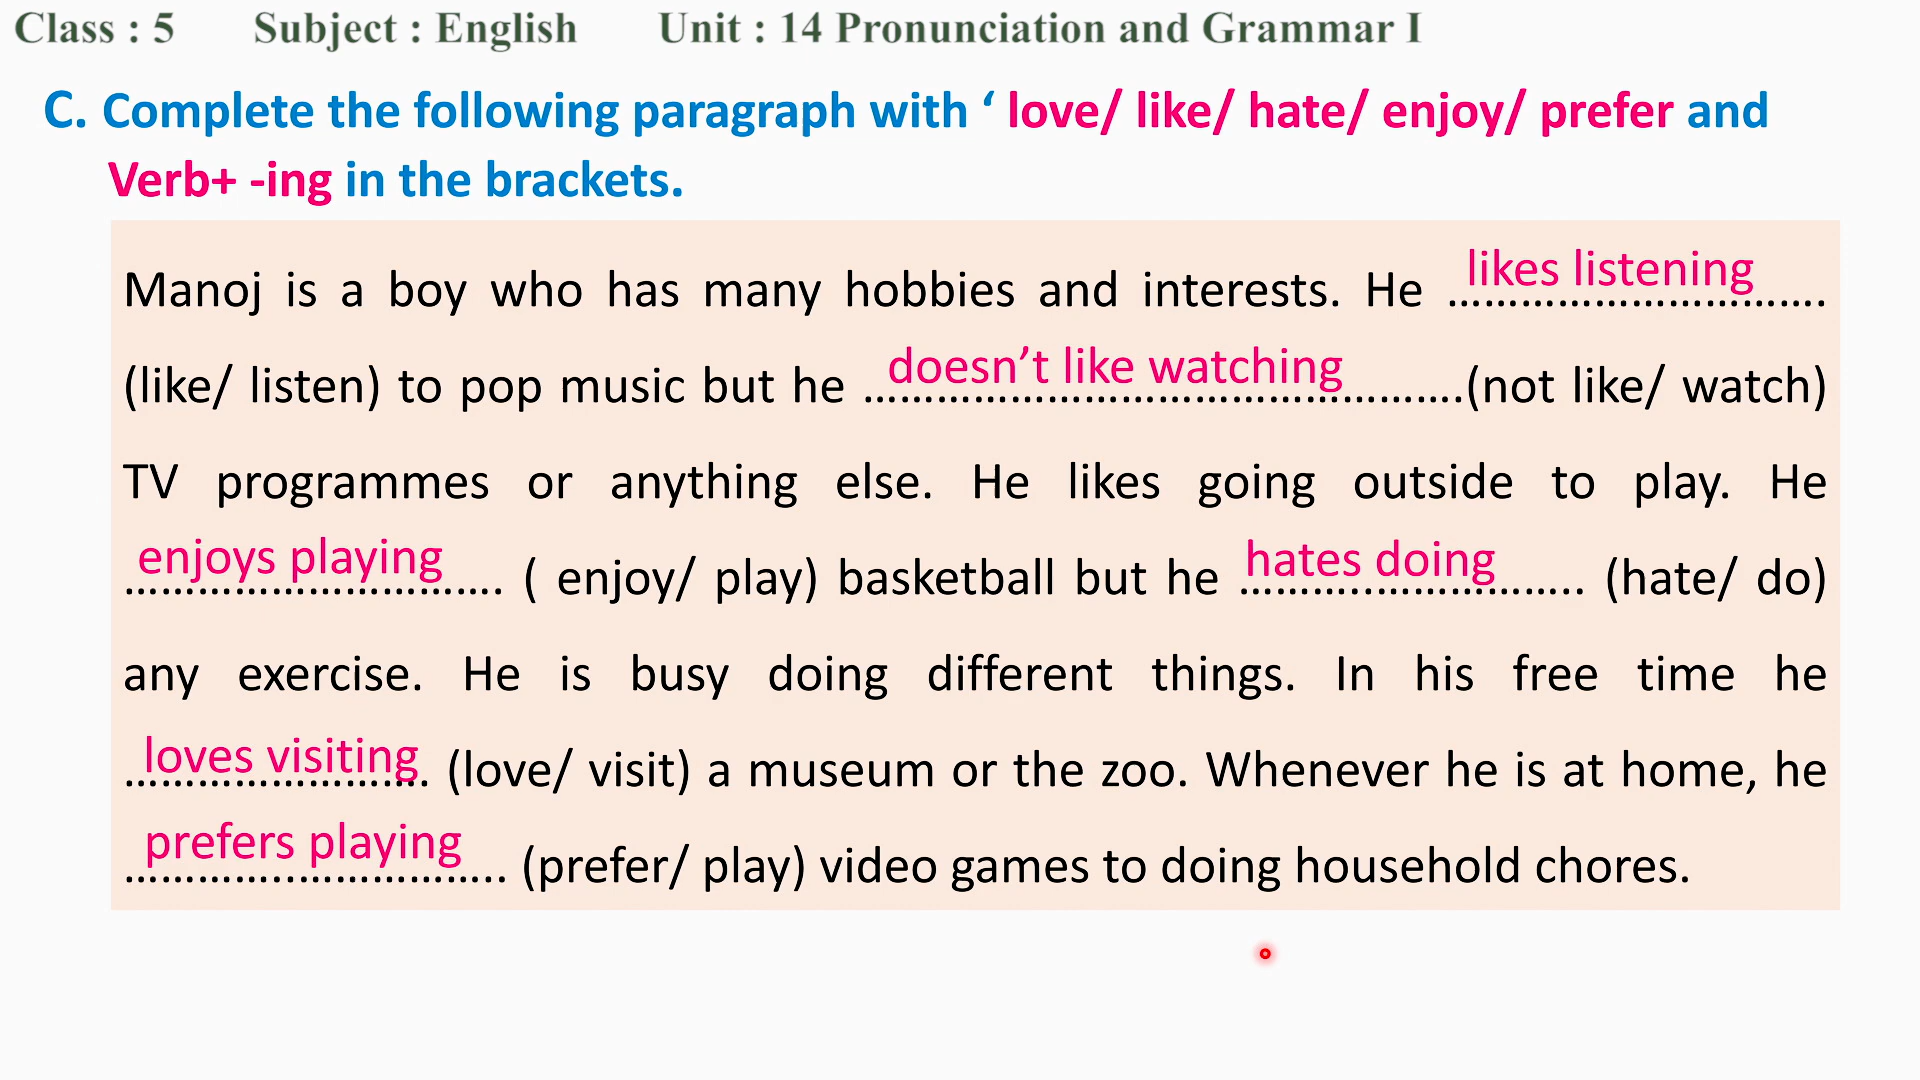 Class : 5 Subject : English Unit : 14 Pronunciation and Grammar I
C. Complete the following paragraph with ‘ love/ like/ hate/ enjoy/ prefer and
Verb+ -ing in the brackets.
Manoj is a boy who has many hobbies and interests. He likes listening ………………………….
(like/ listen) to pop music but he doesn’t like watching ………………………………………….(not like/ watch)
TV programmes or anything else. He likes going outside to play. He
enjoys playing …………………………. ( enjoy/ play) basketball but he hates doing ………..…………….. (hate/ do)
any exercise. He is busy doing different things. In his free time he
loves visiting ……………………. (love/ visit) a museum or the zoo. Whenever he is at home, he
prefers playing …………..…………….. (prefer/ play) video games to doing household chores.